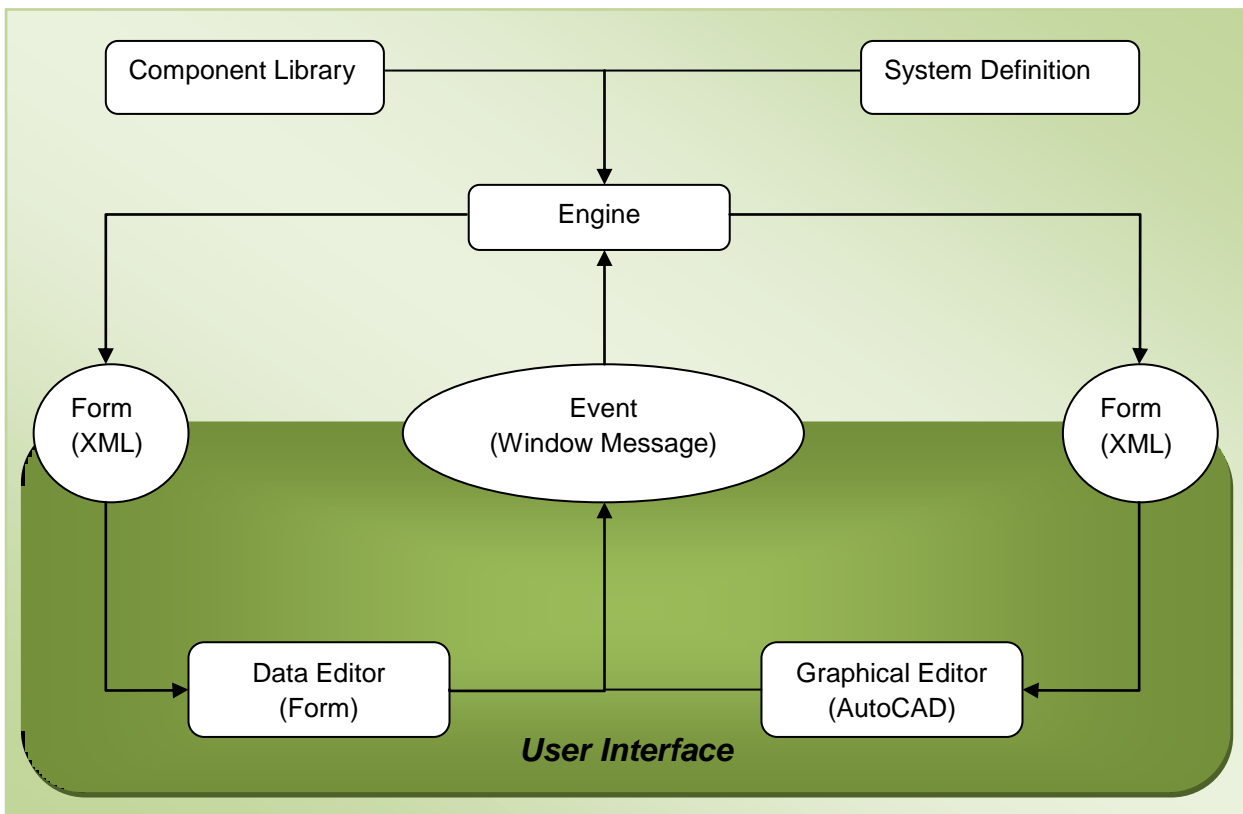 Component Library
System Definition
Engine
Form
(XML)
Event
(Window Message)
Form
(XML)
Data Editor
(Form)
Graphical Editor
(AutoCAD)
User Interface